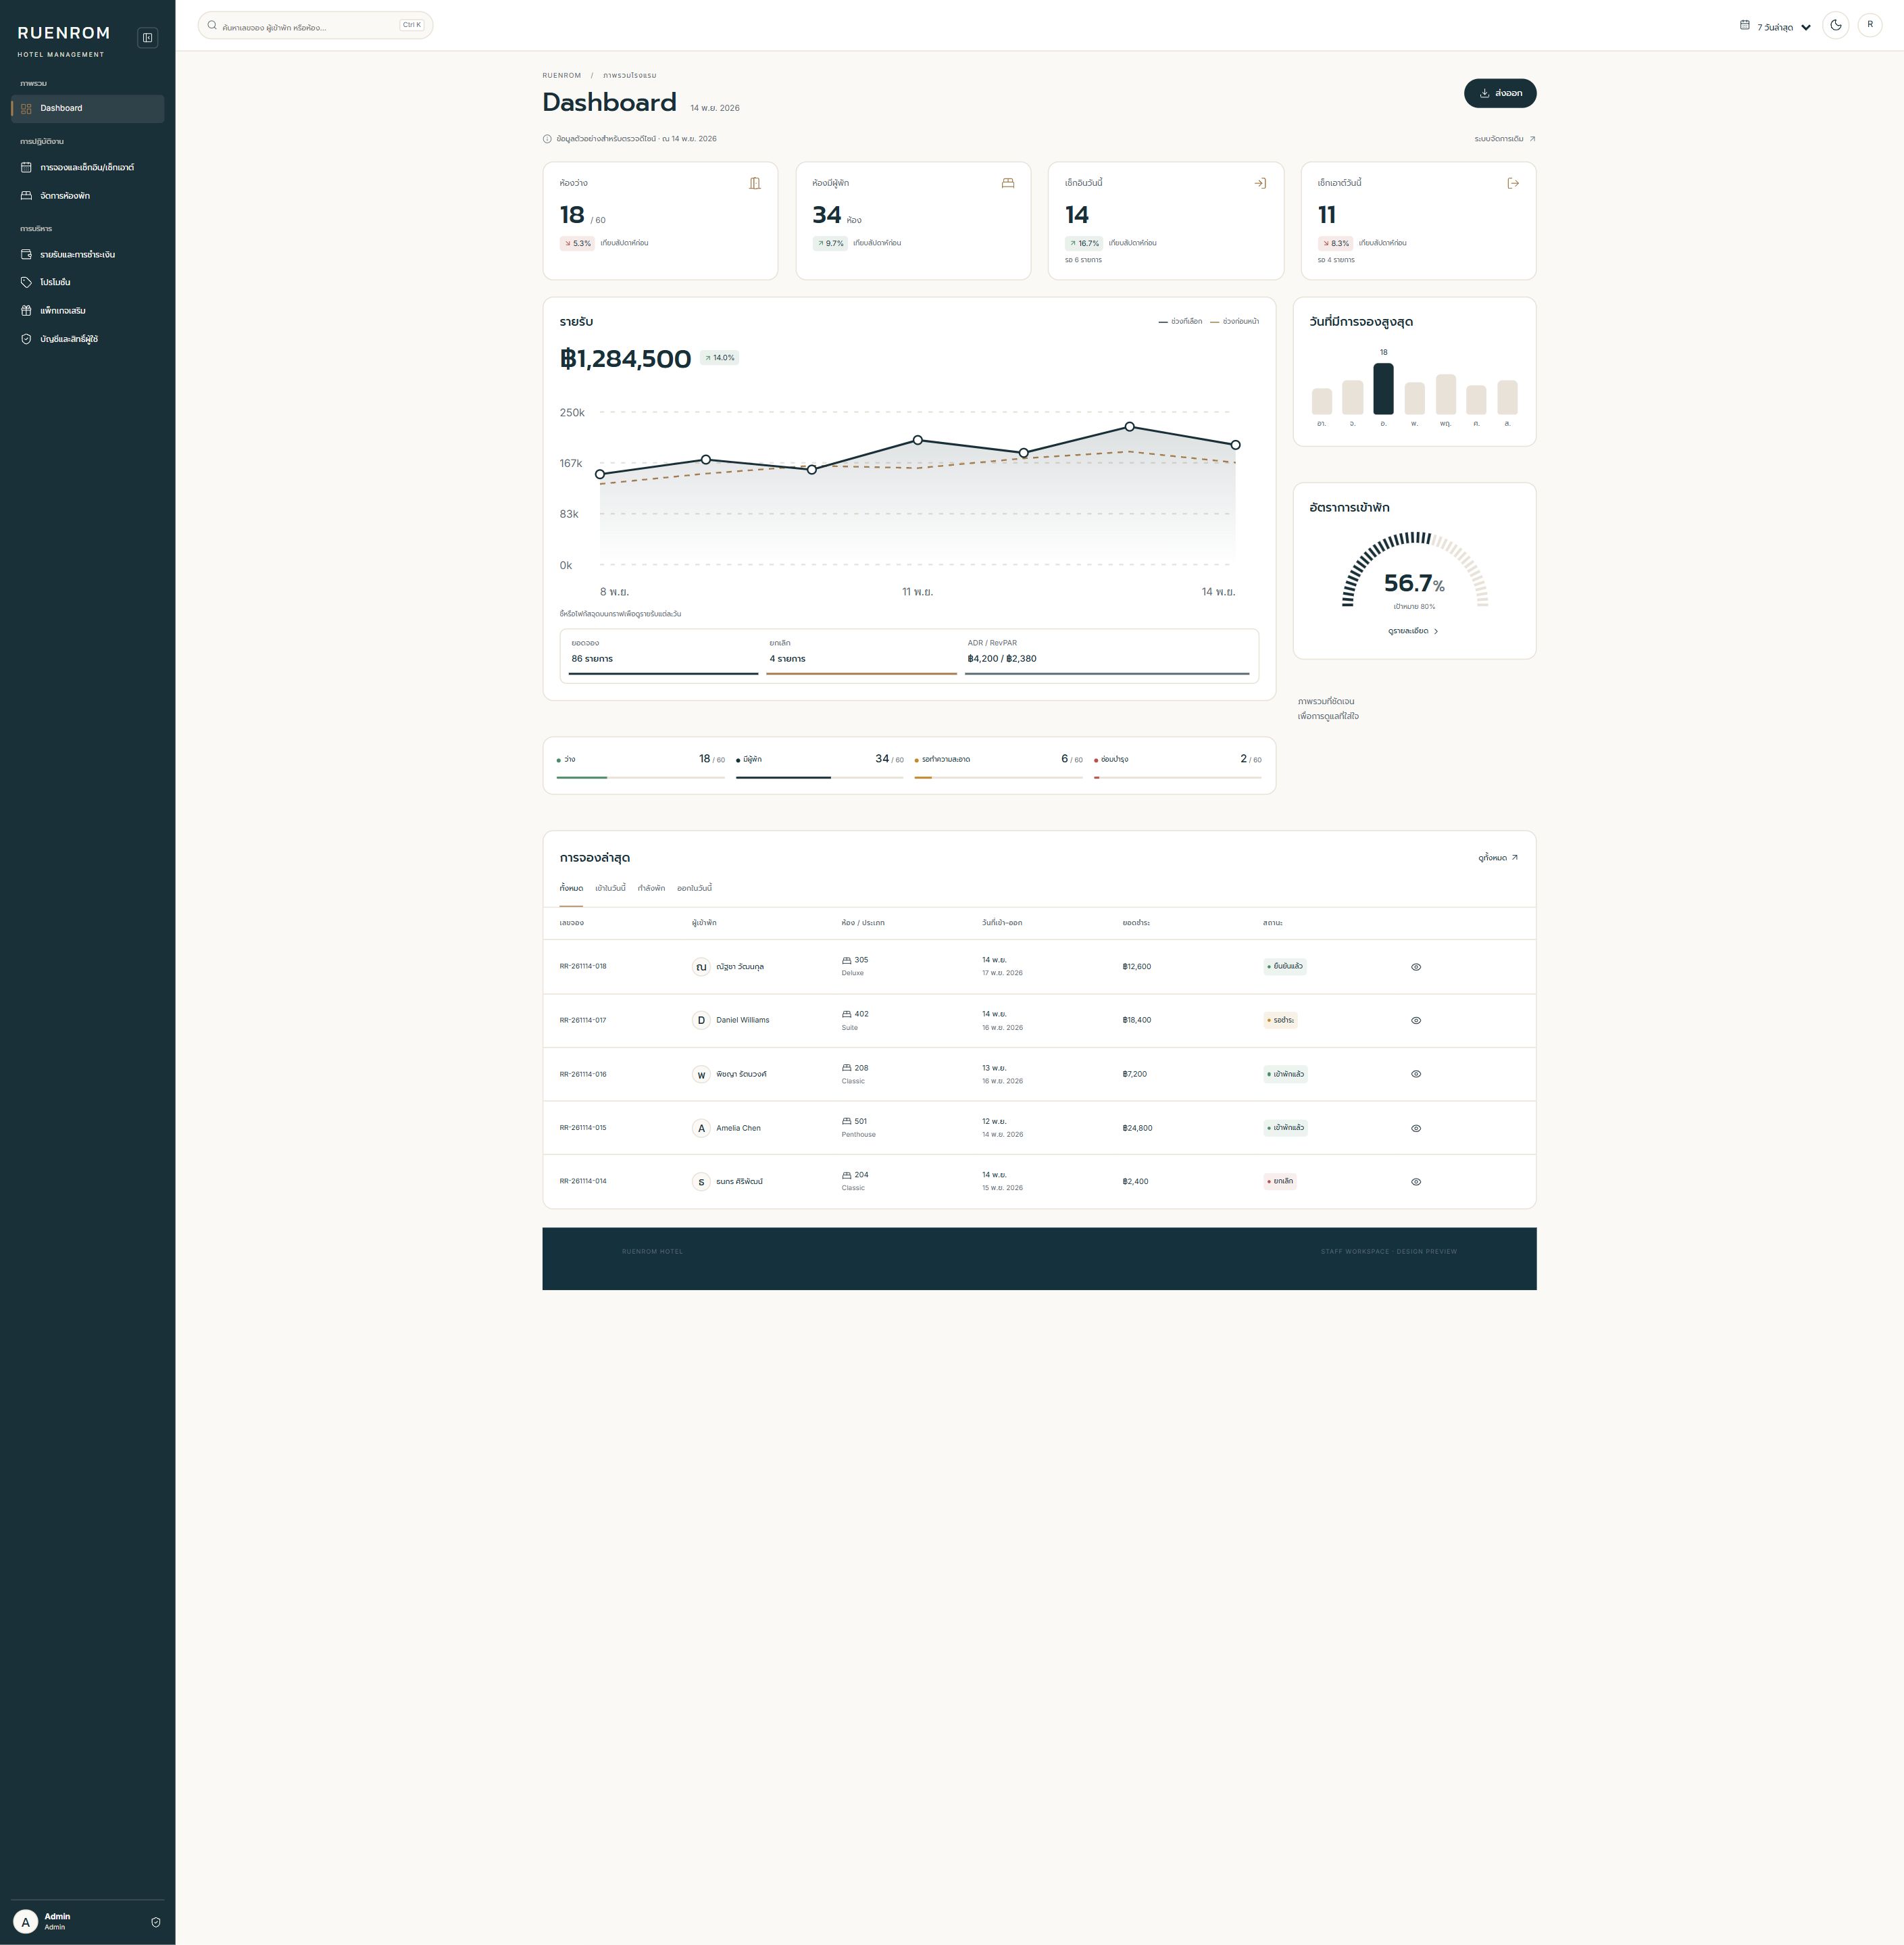 RUENROM
HOTEL MANAGEMENT
ภาพรวม
Dashboard
การปฏิบัติงาน
การจองและเช็กอิน/เช็กเอาต์
จัดการห้องพัก
การบริหาร
รายรับและการชำระเงิน
โปรโมชั่น
แพ็กเกจเสริม
บัญชีและสิทธิ์ผู้ใช้
Admin
Admin
A
ค้นหาเลขจอง ผู้เข้าพัก หรือห้อง...
Ctrl K
7 วันล่าสุด
R
RUENROM / ภาพรวมโรงแรม
Dashboard 14 พ.ย. 2026
ส่งออก
ข้อมูลตัวอย่างสำหรับตรวจดีไซน์ · ณ 14 พ.ย. 2026
ระบบจัดการเดิม
ห้องว่าง
18 / 60
5.3% เทียบสัปดาห์ก่อน
ห้องมีผู้พัก
34 ห้อง
9.7% เทียบสัปดาห์ก่อน
เช็กอินวันนี้
14
16.7% เทียบสัปดาห์ก่อน
รอ 6 รายการ
เช็กเอาต์วันนี้
11
8.3% เทียบสัปดาห์ก่อน
รอ 4 รายการ
รายรับ
ช่วงที่เลือก ช่วงก่อนหน้า
฿1,284,500 14.0%
250k
167k
83k
0k
8 พ.ย. 11 พ.ย. 14 พ.ย.
ชี้หรือโฟกัสจุดบนกราฟเพื่อดูรายรับแต่ละวัน
ยอดจอง
86 รายการ
ยกเลิก
4 รายการ
ADR / RevPAR
฿4,200 / ฿2,380
วันที่มีการจองสูงสุด
18
อา. จ. อ. พ. พฤ. ศ. ส.
อัตราการเข้าพัก
56.7%
เป้าหมาย 80%
ดูรายละเอียด
ภาพรวมที่ชัดเจน
เพื่อการดูแลที่ใส่ใจ
ว่าง 18 / 60
มีผู้พัก 34 / 60
รอทำความสะอาด 6 / 60
ซ่อมบำรุง 2 / 60
การจองล่าสุด
ดูทั้งหมด
ทั้งหมด เข้าในวันนี้ กำลังพัก ออกในวันนี้
เลขจอง ผู้เข้าพัก ห้อง / ประเภท วันที่เข้า-ออก ยอดชำระ สถานะ
RR-261114-018 ณ ณัฐชา วัฒนกุล 305 14 พ.ย. ฿12,600 ยืนยันแล้ว
Deluxe 17 พ.ย. 2026
RR-261114-017 D Daniel Williams 402 14 พ.ย. ฿18,400 รอชำระ
Suite 16 พ.ย. 2026
RR-261114-016 พ พิชญา รัตนวงศ์ 208 13 พ.ย. ฿7,200 เข้าพักแล้ว
Classic 16 พ.ย. 2026
RR-261114-015 A Amelia Chen 501 12 พ.ย. ฿24,800 เข้าพักแล้ว
Penthouse 14 พ.ย. 2026
RR-261114-014 ธ ธนกร ศิริพัฒน์ 204 14 พ.ย. ฿2,400 ยกเลิก
Classic 15 พ.ย. 2026
RUENROM HOTEL
STAFF WORKSPACE · DESIGN PREVIEW